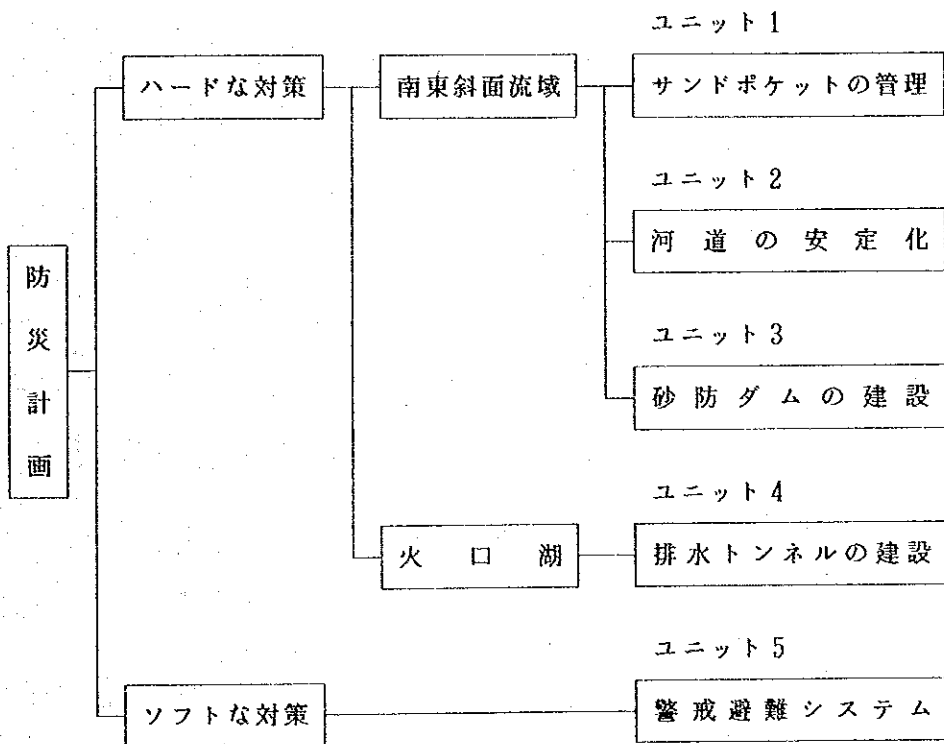 防災計画
ハードな対策
南東斜面流域
ユニット1
サンドポケットの管理
ユニット2
河道の安定化
ユニット3
砂防ダムの建設
火口湖
ユニット4
排水トンネルの建設
ソフトな対策
ユニット5
警戒避難システム